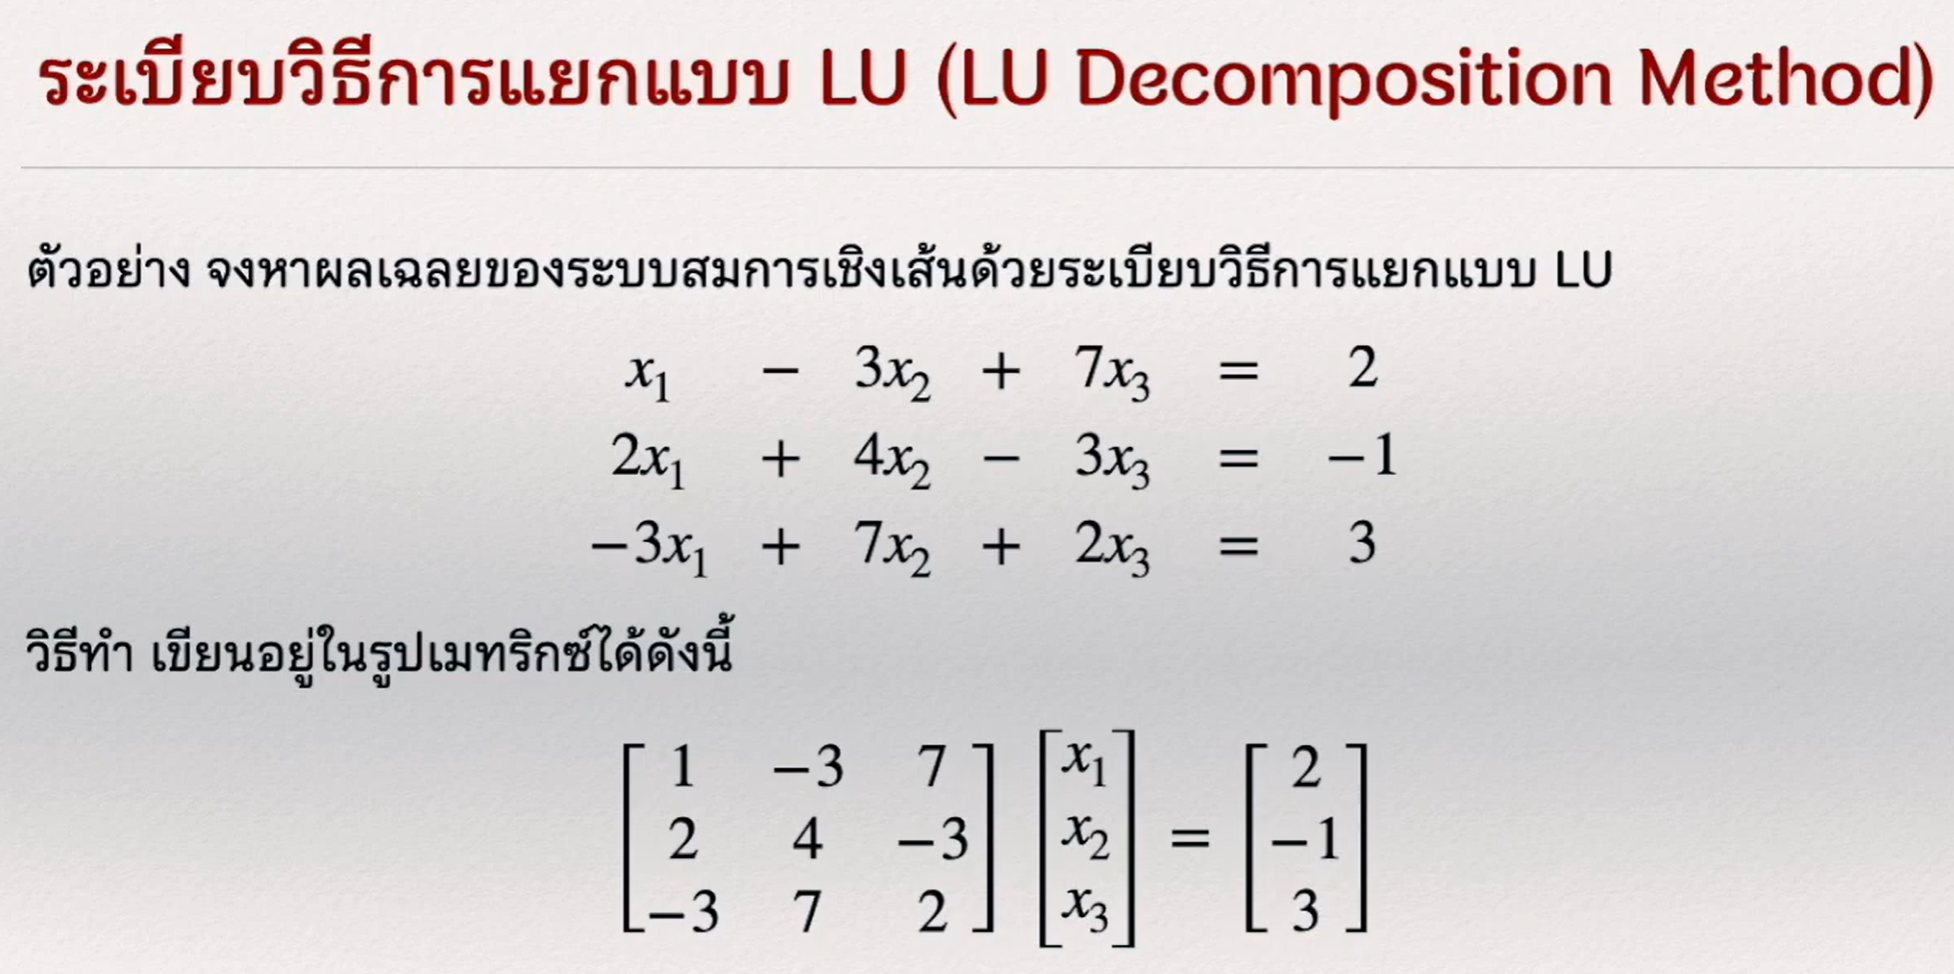 ระเบียบวิธีการแยกแบบ LU (LU Decomposition Method)
ตัวอย่าง จงหาผลเฉลยของระบบสมการเชิงเส้นด้วยระเบียบวิธีการแยกแบบ LU
x₁ − 3x₂ + 7x₃ = 2
2x₁ + 4x₂ − 3x₃ = −1
−3x₁ + 7x₂ + 2x₃ = 3
วิธีทำ เขียนอยู่ในรูปเมทริกซ์ได้ดังนี้
[1 −3 7] [x₁] [2]
[2 4 −3] [x₂] = [−1]
[−3 7 2] [x₃] [3]